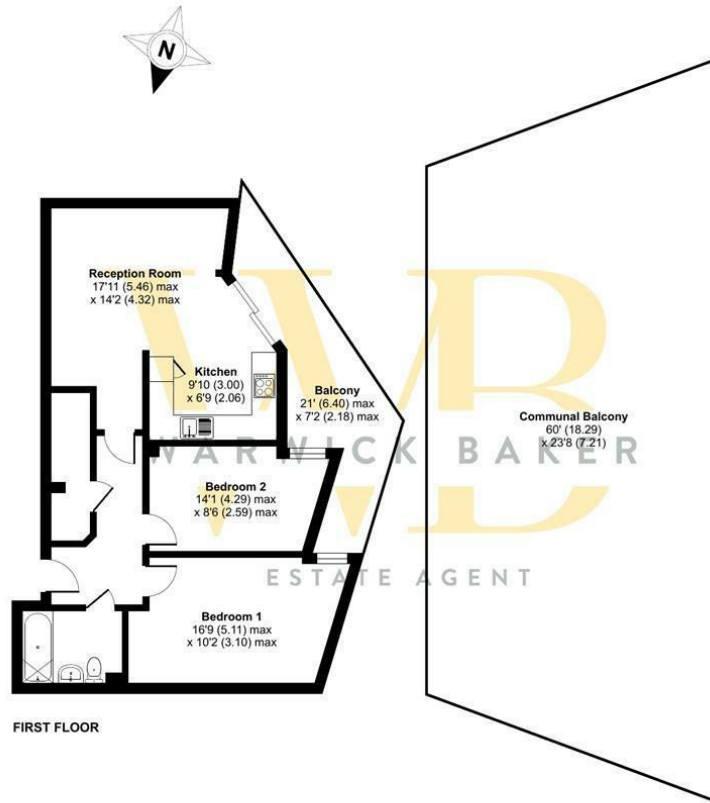 N
Reception Room
17'11 (5.46) max
x 14'2 (4.32) max
Kitchen
9'10 (3.00)
x 6'9 (2.06)
Balcony
21' (6.40) max
x 7'2 (2.18) max
Communal Balcony
60' (18.29)
x 23'8 (7.21)
WB
WARWICK BAKER
ESTATE AGENT
Bedroom 2
14'1 (4.29) max
x 8'6 (2.59) max
Bedroom 1
16'9 (5.11) max
x 10'2 (3.10) max
FIRST FLOOR